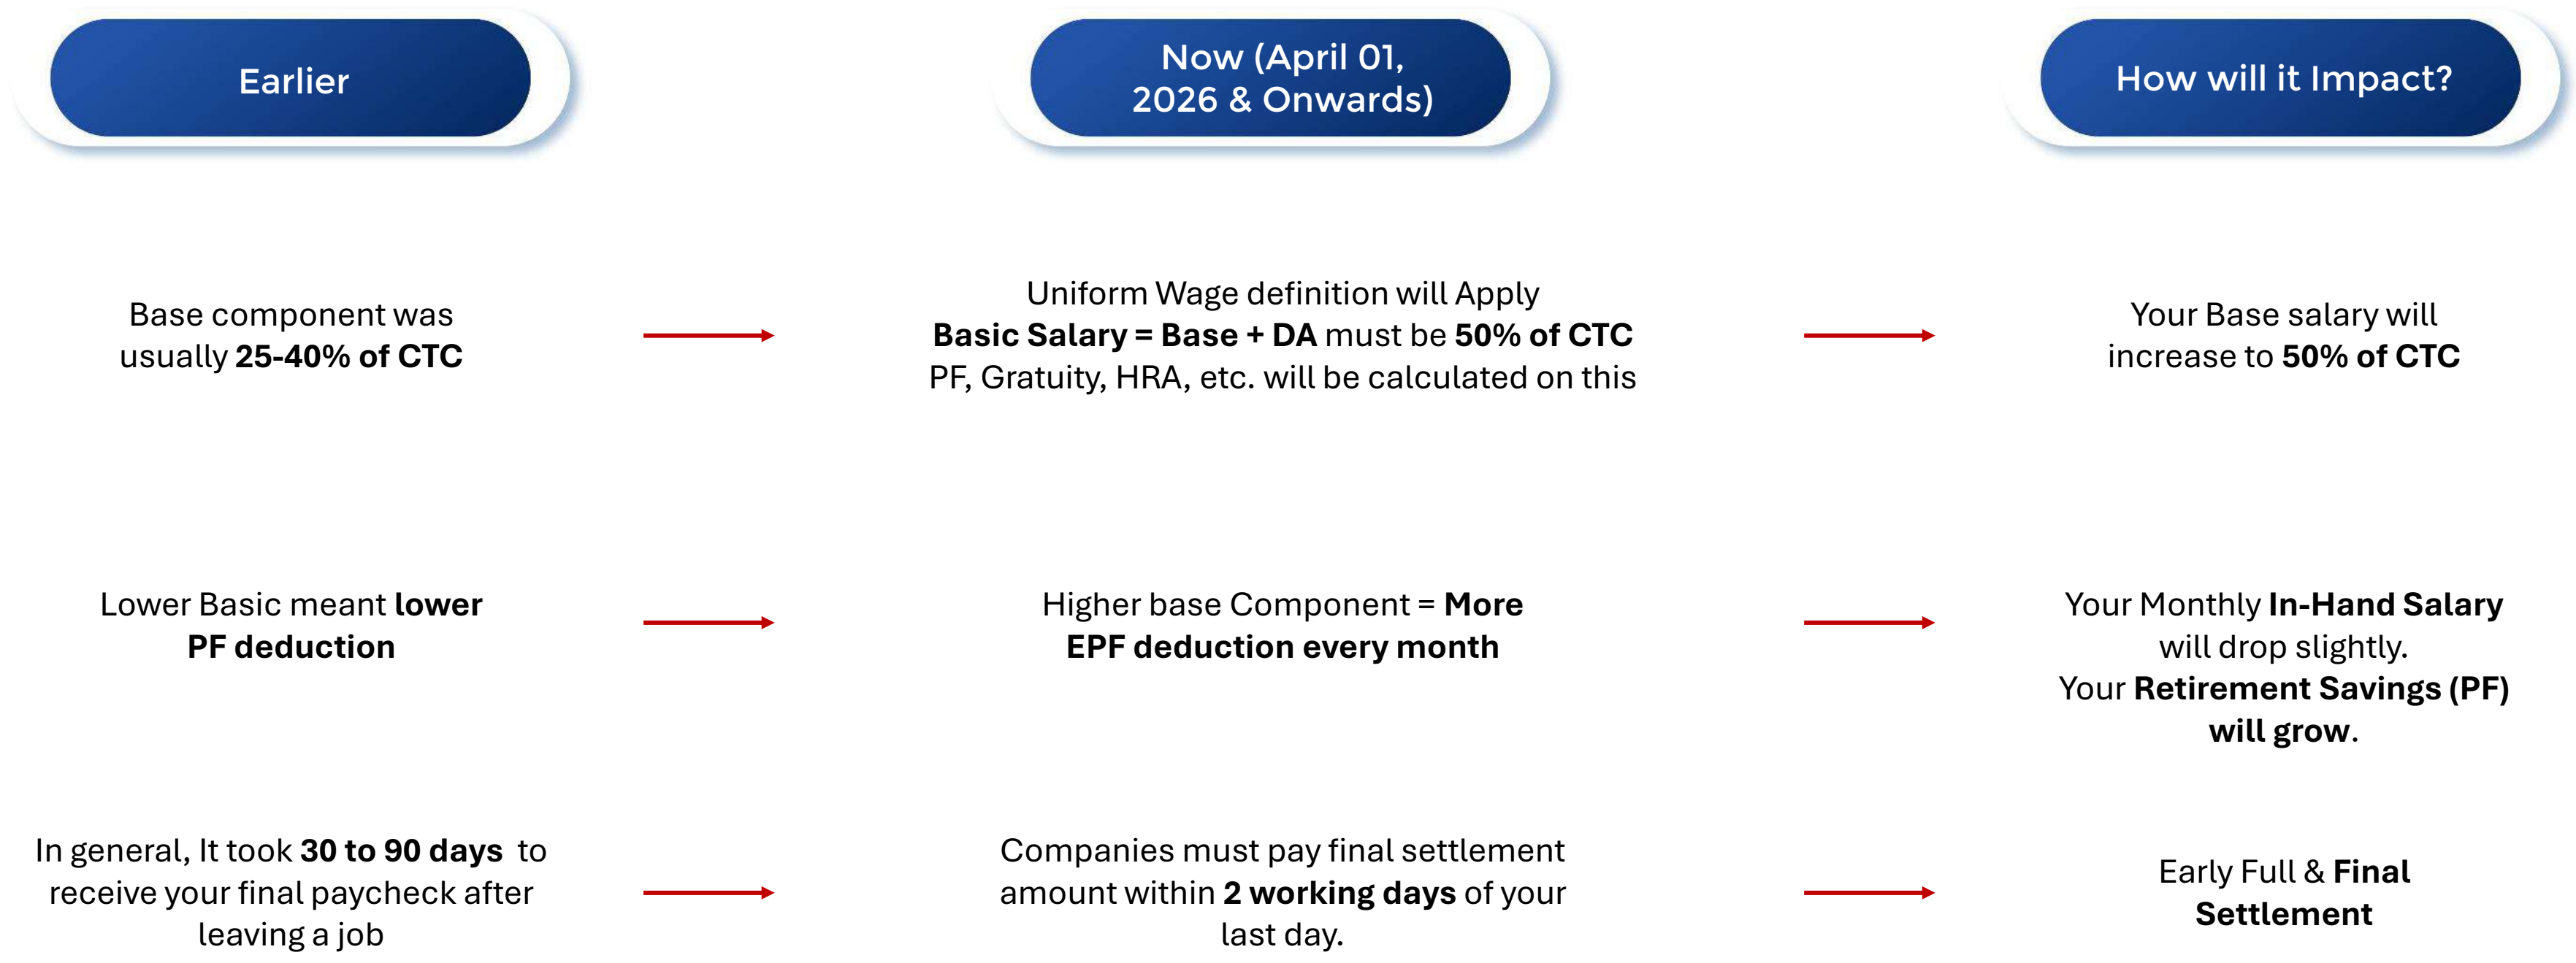 Earlier
Now (April 01,
2026 & Onwards)
How will it Impact?
Base component was
usually 25-40% of CTC
Uniform Wage definition will Apply
Basic Salary = Base + DA must be 50% of CTC
PF, Gratuity, HRA, etc. will be calculated on this
Your Base salary will
increase to 50% of CTC
Lower Basic meant lower
PF deduction
Higher base Component = More
EPF deduction every month
Your Monthly In-Hand Salary
will drop slightly.
Your Retirement Savings (PF)
will grow.
In general, It took 30 to 90 days to
receive your final paycheck after
leaving a job
Companies must pay final settlement
amount within 2 working days of your
last day.
Early Full & Final
Settlement